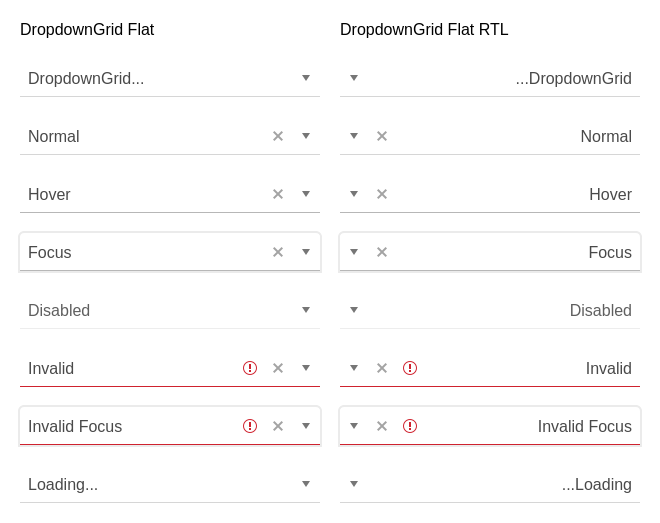 DropdownGrid Flat
DropdownGrid...
Normal
Hover
Focus
Disabled
Invalid
Invalid Focus
Loading...
DropdownGrid Flat RTL
...DropdownGrid
Normal
Hover
Focus
Disabled
Invalid
Invalid Focus
...Loading